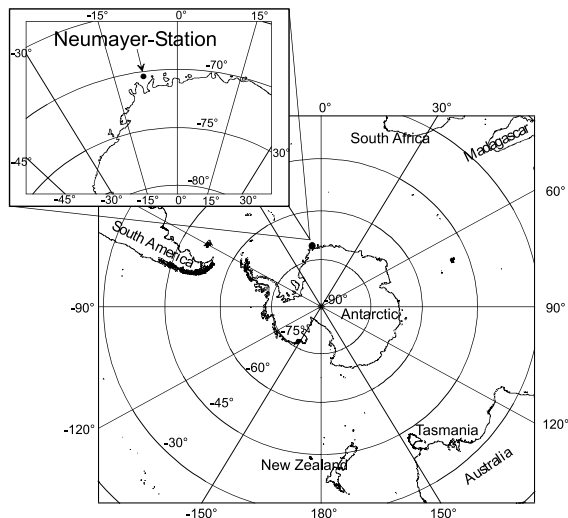 -15° 0° 15°
Neumayer-Station
-30° -70°
-75°
-45° 30°
-80°
-45° -30° -15° 0° 15° 30°
0° 30°
South Africa
Madagascar
60°
South America
-90° -90° 90°
Antarctic
-75°
-60°
-45°
-120° -30° 120°
Tasmania
New Zealand
Australia
-150° -180° 150°